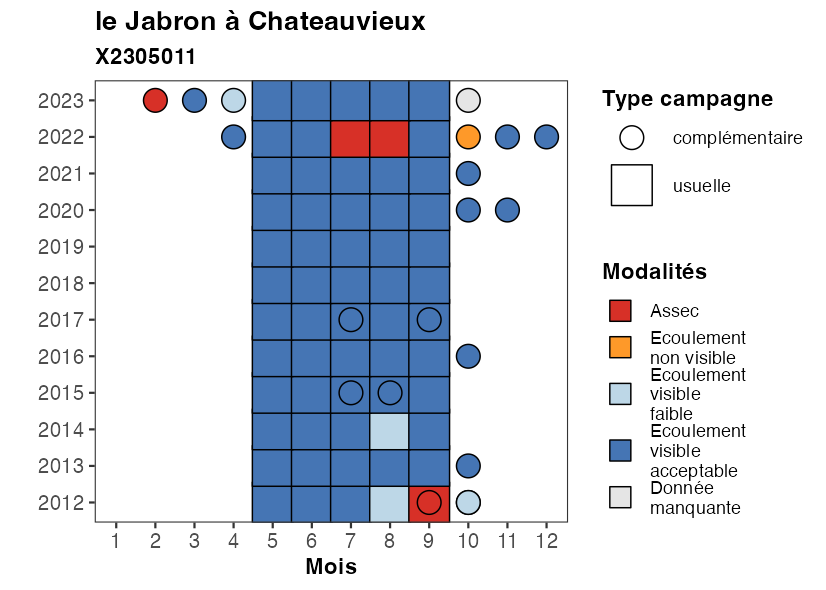 le Jabron à Chateauvieux
X2305011
2023
2022
2021
2020
2019
2018
2017
2016
2015
2014
2013
2012
1 2 3 4 5 6 7 8 9 10 11 12
Mois
Type campagne
complémentaire
usuelle
Modalités
Assec
Ecoulement
non visible
Ecoulement
visible
faible
Ecoulement
visible
acceptable
Donnée
manquante